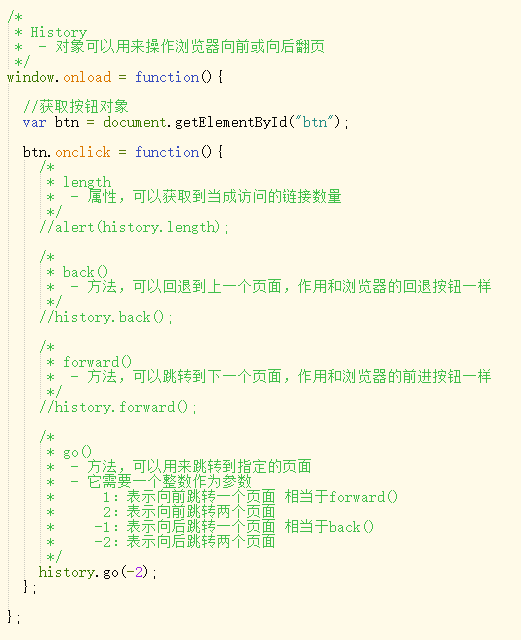 /*
 * History
 *  - 对象可以用来操作浏览器向前或向后翻页
 */
window.onload = function(){
//获取按钮对象
var btn = document.getElementById("btn");
btn.onclick = function(){
/*
 * length
 *  - 属性，可以获取到当成访问的链接数量
 */
//alert(history.length);
/*
 * back()
 *  - 方法，可以回退到上一个页面，作用和浏览器的回退按钮一样
 */
//history.back();
/*
 * forward()
 *  - 方法，可以跳转到下一个页面，作用和浏览器的前进按钮一样
 */
//history.forward();
/*
 * go()
 *  - 方法，可以用来跳转到指定的页面
 *  - 它需要一个整数作为参数
 *      1：表示向前跳转一个页面 相当于forward()
 *      2：表示向前跳转两个页面
 *     -1：表示向后跳转一个页面 相当于back()
 *     -2：表示向后跳转两个页面
 */
history.go(-2);
};
};